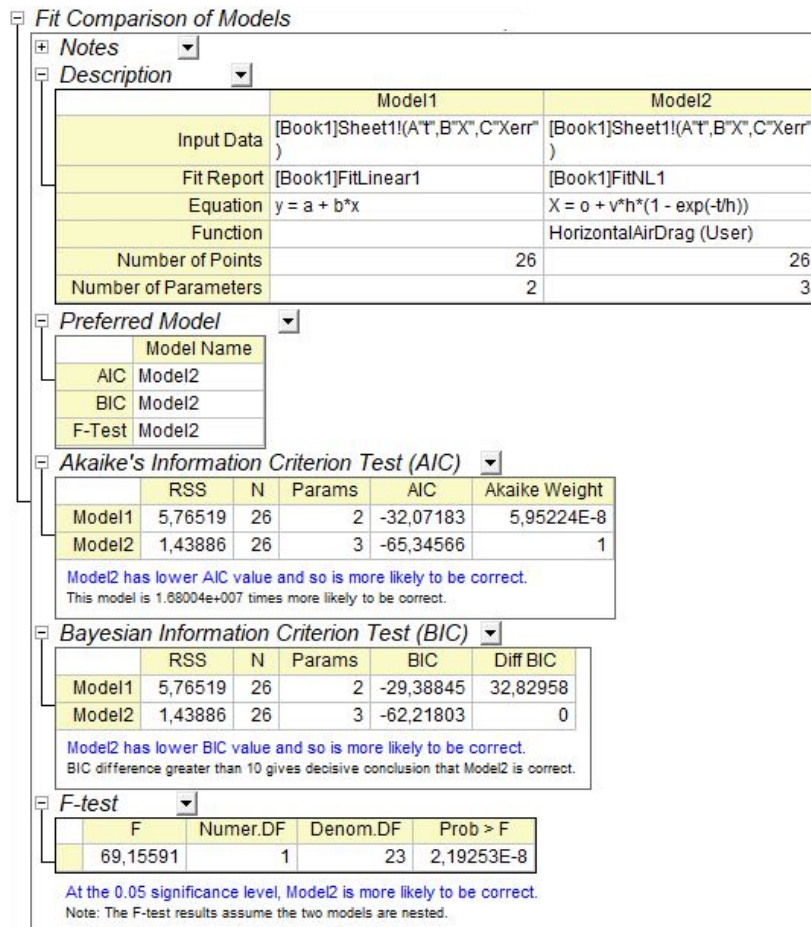 Fit Comparison of Models
Notes
Description
Model1 Model2
Input Data [Book1]Sheet1!(A"t",B"X",C"Xerr" [Book1]Sheet1!(A"t",B"X",C"Xerr"
) )
Fit Report [Book1]FitLinear1 [Book1]FitNL1
Equation y = a + b*x X = o + v*h*(1 - exp(-t/h))
Function HorizontalAirDrag (User)
Number of Points 26 26
Number of Parameters 2 3
Preferred Model
Model Name
AIC Model2
BIC Model2
F-Test Model2
Akaike's Information Criterion Test (AIC)
RSS N Params AIC Akaike Weight
Model1 5,76519 26 2 -32,07183 5,95224E-8
Model2 1,43886 26 3 -65,34566 1
Model2 has lower AIC value and so is more likely to be correct.
This model is 1.68004e+007 times more likely to be correct.
Bayesian Information Criterion Test (BIC)
RSS N Params BIC Diff BIC
Model1 5,76519 26 2 -29,38845 32,82958
Model2 1,43886 26 3 -62,21803 0
Model2 has lower BIC value and so is more likely to be correct.
BIC difference greater than 10 gives decisive conclusion that Model2 is correct.
F-test
F Numer.DF Denom.DF Prob > F
69,15591 1 23 2,19253E-8
At the 0.05 significance level, Model2 is more likely to be correct.
Note: The F-test results assume the two models are nested.